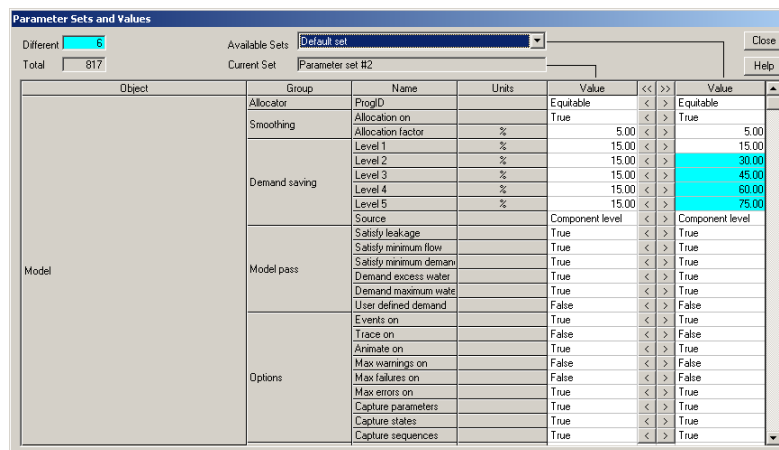 Parameter Sets and Values
Different 6 Available Sets Default set Close
Total 817 Current Set Parameter set #2 Help
Object Group Name Units Value << >> Value
Allocator ProgID Equitable < > Equitable
Smoothing Allocation on True < > True
Allocation factor % 5.00 < > 5.00
Demand saving Level 1 % 15.00 < > 15.00
Level 2 % 15.00 < > 30.00
Level 3 % 15.00 < > 45.00
Level 4 % 15.00 < > 60.00
Level 5 % 15.00 < > 75.00
Source Component level < > Component level
Model Model pass Satisfy leakage True < > True
Satisfy minimum flow True < > True
Satisfy minimum deman True < > True
Demand excess water True < > True
Demand maximum wate True < > True
User defined demand False < > False
Options Events on True < > True
Trace on False < > False
Animate on True < > True
Max warnings on False < > False
Max failures on False < > False
Max errors on True < > True
Capture parameters True < > True
Capture states True < > True
Capture sequences True < > True